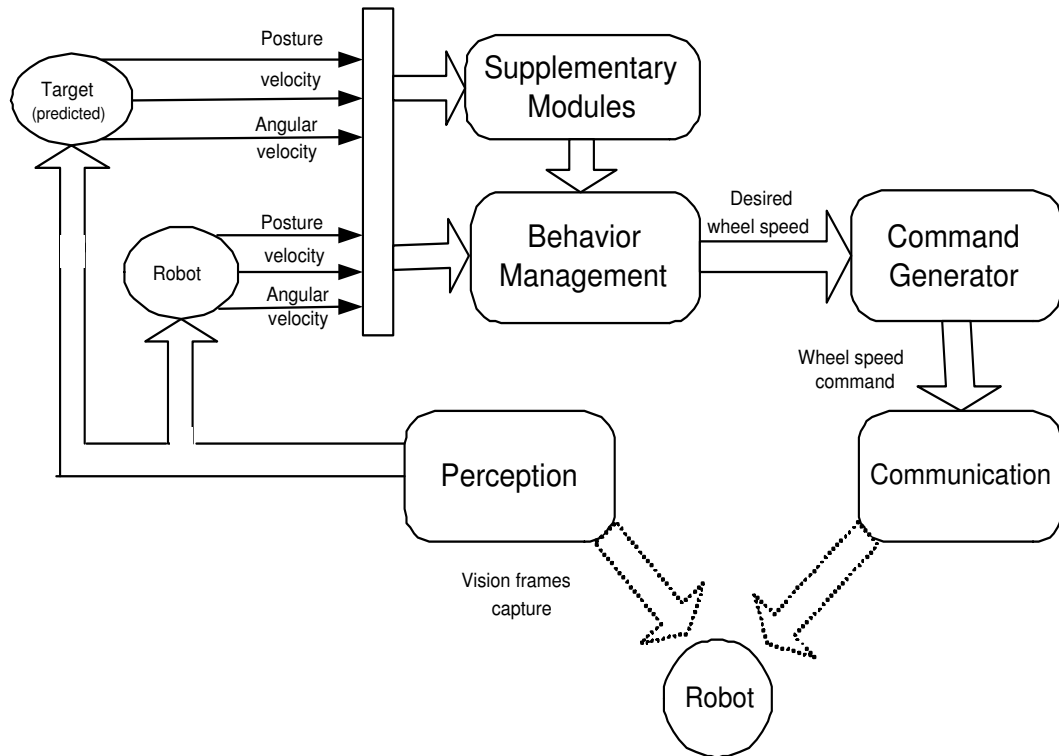 Posture
velocity
Angular
velocity
Target
(predicted)
Supplementary
Modules
Posture
velocity
Angular
velocity
Robot
Behavior
Management
Desired
wheel speed
Command
Generator
Wheel speed
command
Perception
Communication
Vision frames
capture
Robot